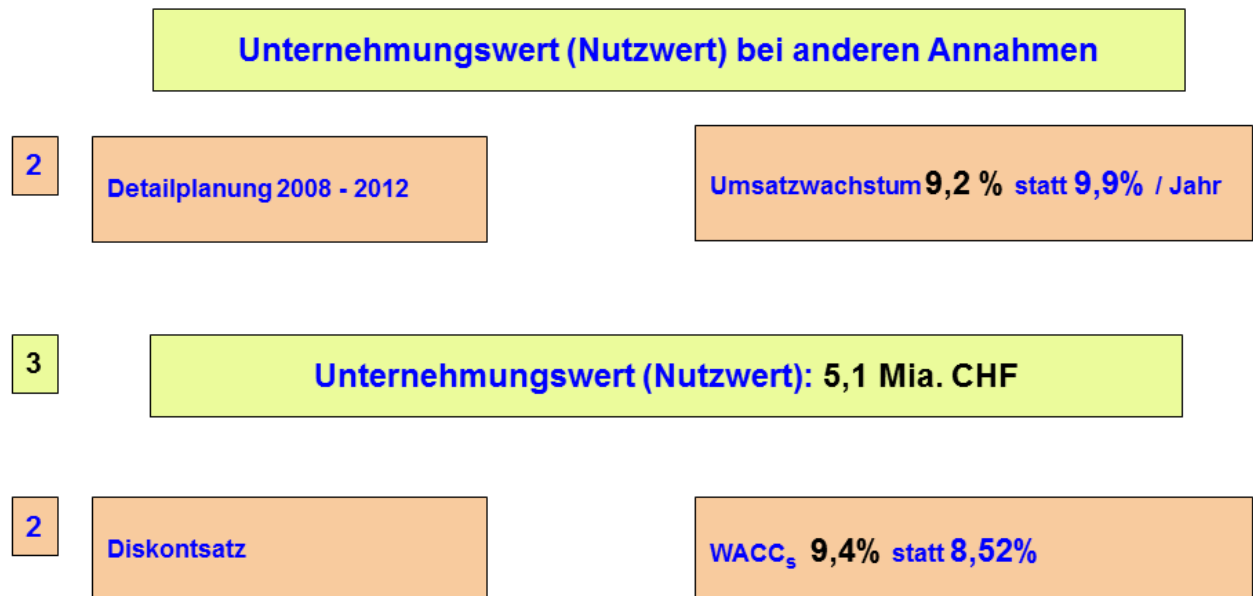 Unternehmungswert (Nutzwert) bei anderen Annahmen
2
Detailplanung 2008 - 2012
Umsatzwachstum 9,2 % statt 9,9% / Jahr
3
Unternehmungswert (Nutzwert): 5,1 Mia. CHF
2
Diskontsatz
WACCs 9,4% statt 8,52%